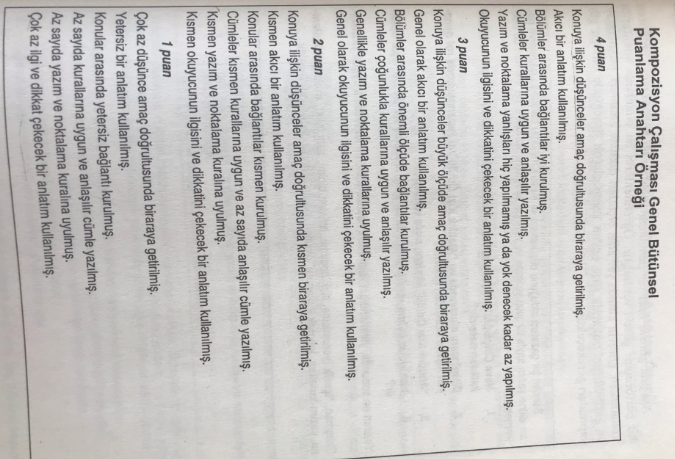 Kompozisyon Çalışması Genel Bütünsel
Puanlama Anahtarı Örneği
4 puan
Konuya ilişkin düşünceler amaç doğrultusunda biraraya getirilmiş.
Akıcı bir anlatım kullanılmış.
Bölümler arasında bağlantılar iyi kurulmuş.
Cümleler kurallarına uygun ve anlaşılır yazılmış.
Yazım ve noktalama yanlışları hiç yapılmamış ya da yok denecek kadar az yapılmış.
Okuyucunun ilgisini ve dikkatini çekecek bir anlatım kullanılmış.
3 puan
Konuya ilişkin düşünceler büyük ölçüde amaç doğrultusunda biraraya getirilmiş.
Genel olarak akıcı bir anlatım kullanılmış.
Bölümler arasında önemli ölçüde bağlantılar kurulmuş.
Cümleler çoğunlukla kurallarına uygun ve anlaşılır yazılmış.
Genellikle yazım ve noktalama kurallarına uyulmuş.
Genel olarak okuyucunun ilgisini ve dikkatini çekecek bir anlatım kullanılmış.
2 puan
Konuya ilişkin düşünceler amaç doğrultusunda kısmen biraraya getirilmiş.
Kısmen akıcı bir anlatım kullanılmış.
Konular arasında bağlantılar kısmen kurulmuş.
Cümleler kısmen kurallarına uygun ve az sayıda anlaşılır cümle yazılmış.
Kısmen yazım ve noktalama kuralına uyulmuş.
Kısmen okuyucunun ilgisini ve dikkatini çekecek bir anlatım kullanılmış.
1 puan
Çok az düşünce amaç doğrultusunda biraraya getirilmiş.
Yetersiz bir anlatım kullanılmış.
Konular arasında yetersiz bağlantı kurulmuş.
Az sayıda kurallarına uygun ve anlaşılır cümle yazılmış.
Az sayıda yazım ve noktalama kuralına uyulmuş.
Çok az ilgi ve dikkat çekecek bir anlatım kullanılmış.